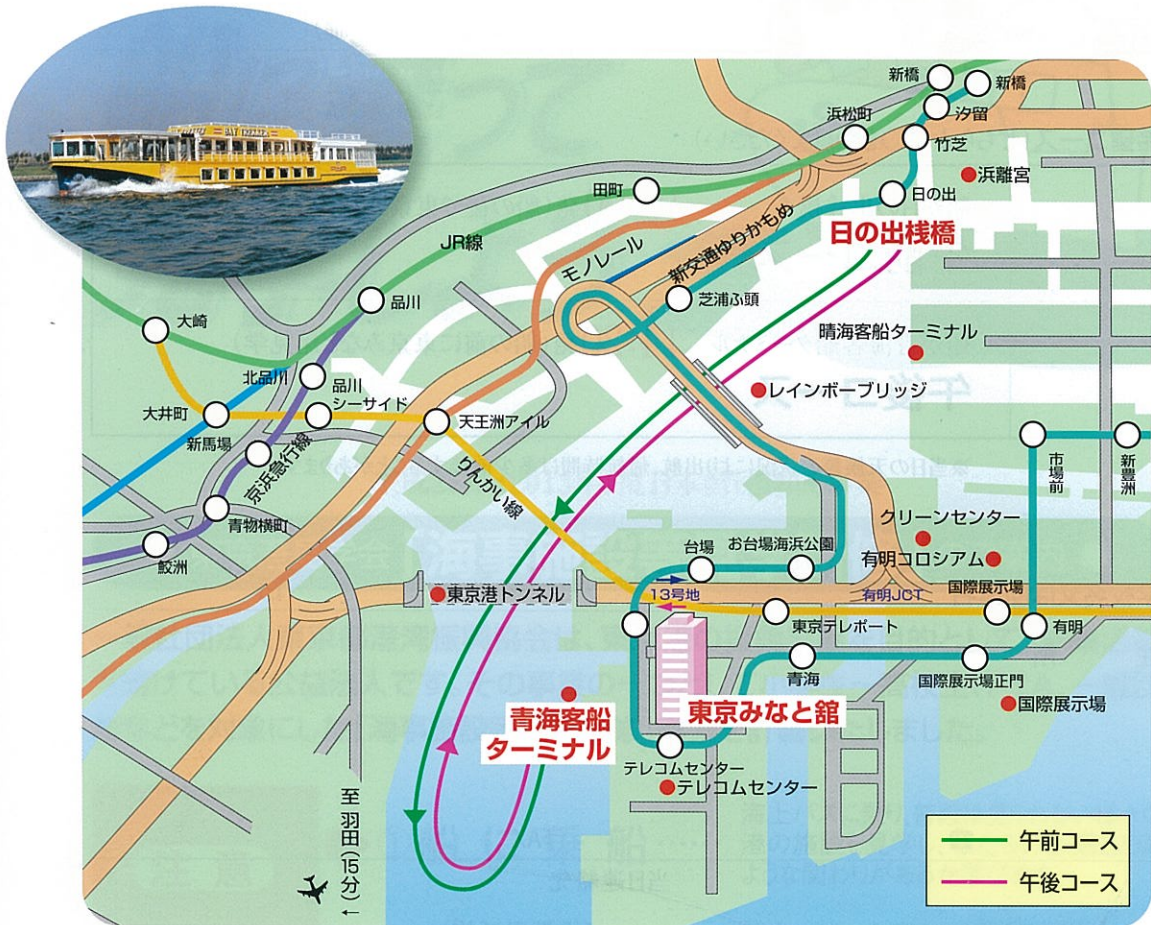 新橋
新橋
汐留
浜松町
竹芝
浜離宮
田町
日の出
日の出桟橋
JR線
モノレール
新交通ゆりかもめ
品川
芝浦ふ頭
大崎
晴海客船ターミナル
北品川
品川
シーサイド
レインボーブリッジ
大井町
新馬場
天王洲アイル
京浜急行線
りんかい線
市場前
新豊洲
青物横町
クリーンセンター
鮫洲
台場
お台場海浜公園
有明コロシアム
東京港トンネル
13号地
有明JCT
国際展示場
東京テレポート
有明
青海
国際展示場正門
国際展示場
青海客船
ターミナル
東京みなと舘
テレコムセンター
テレコムセンター
至羽田(15分)←
午前コース
午後コース